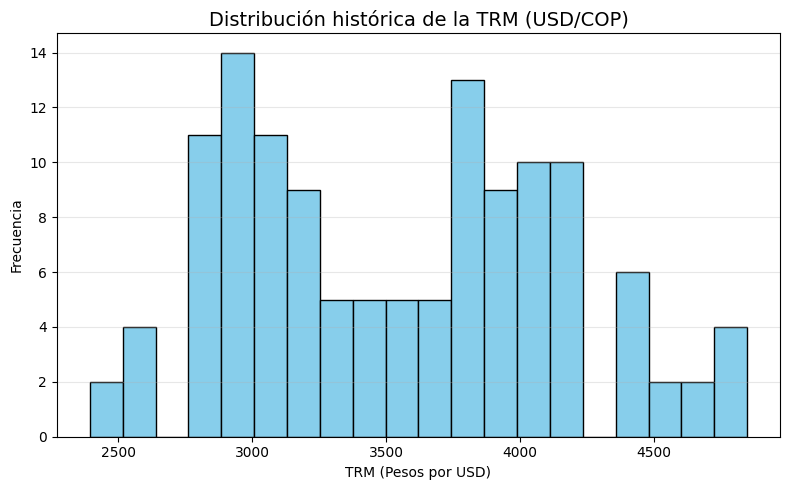 Distribución histórica de la TRM (USD/COP)
14
12
10
8
6
4
2
0
Frecuencia
2500 3000 3500 4000 4500
TRM (Pesos por USD)